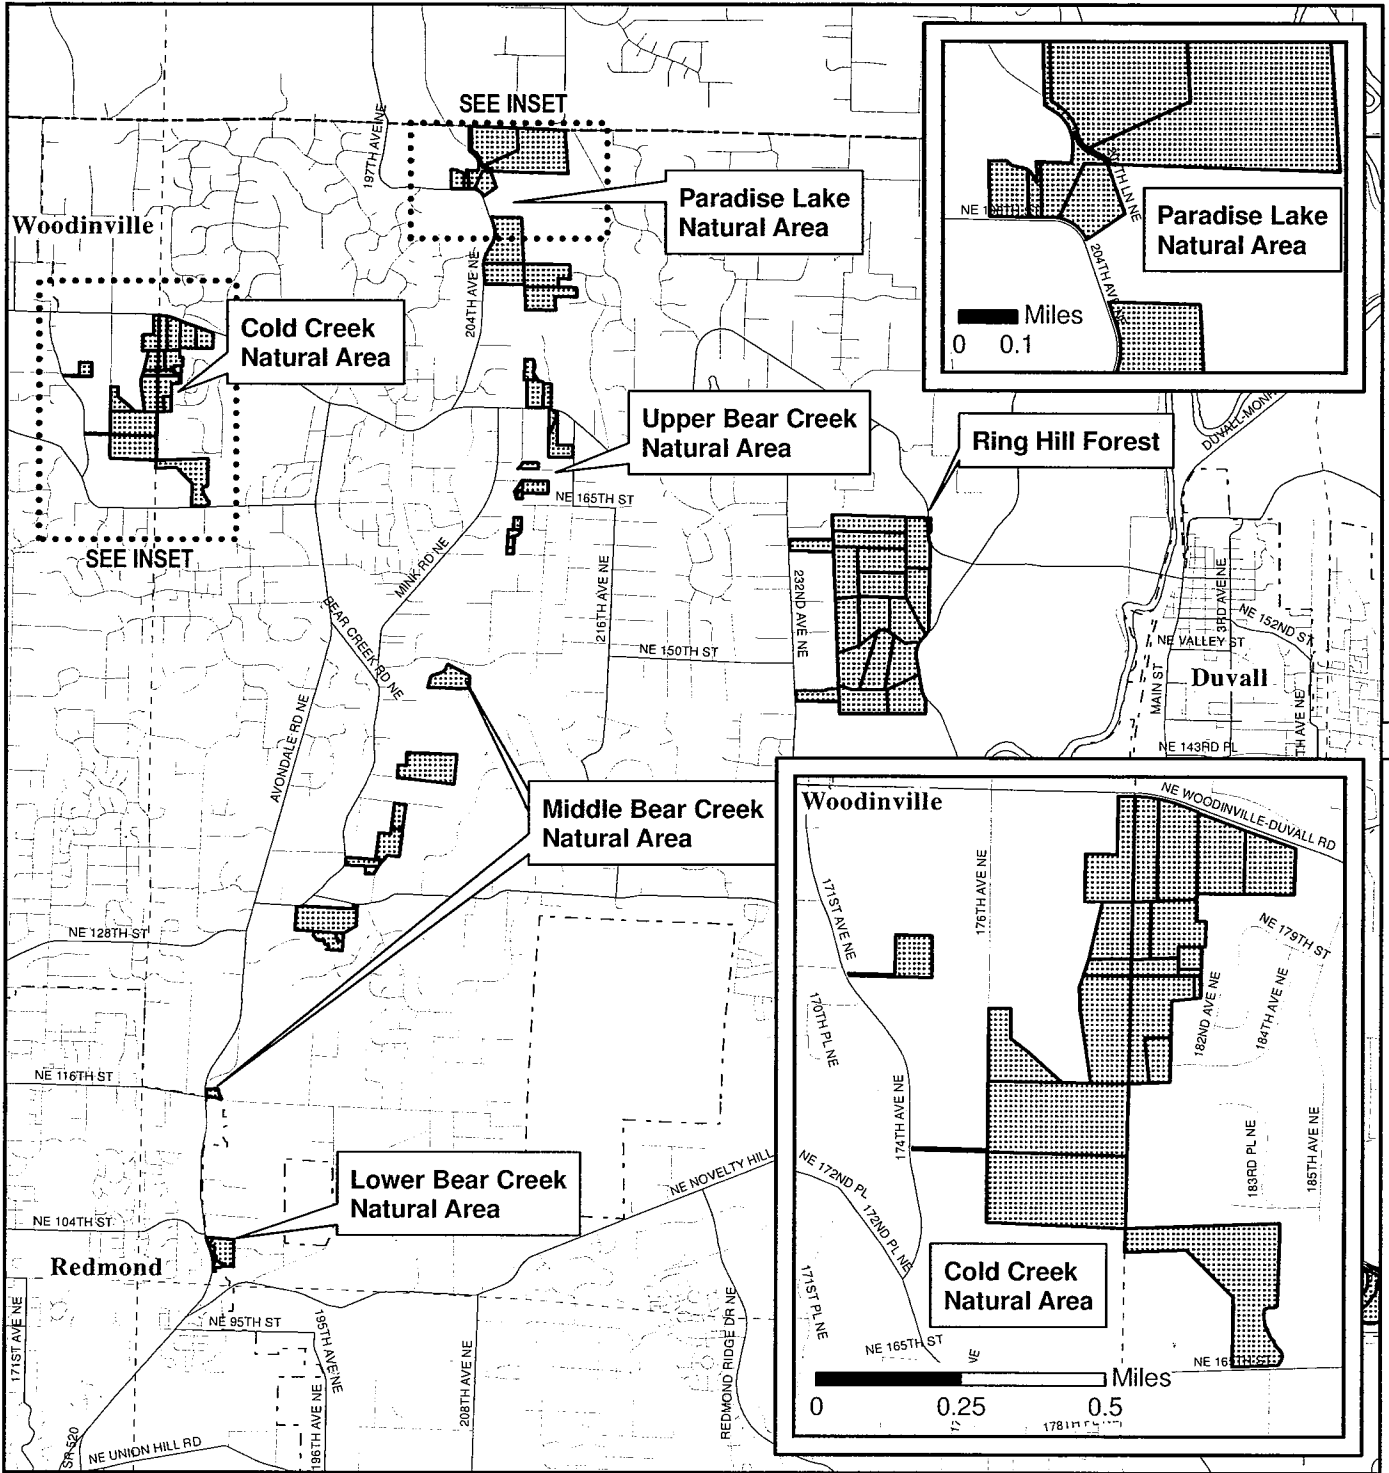 SEE INSET
197TH AVE NE
Paradise Lake
Natural Area
Woodinville
204TH AVE NE
Cold Creek
Natural Area
Upper Bear Creek
Natural Area
Ring Hill Forest
SEE INSET
NE 165TH ST
MINK RD NE
BEAR CREEK RD NE
216TH AVE NE
232ND AVE NE
NE 150TH ST
AVONDALE RD NE
3RD AVE NE
NE 152ND ST
NE VALLEY ST
MAIN ST
Duvall
NE 143RD PL
Middle Bear Creek
Natural Area
NE 128TH ST
NE 116TH ST
Lower Bear Creek
Natural Area
NE NOVELTY HILL
NE 104TH ST
Redmond
NE 95TH ST
171ST AVE NE
195TH AVE NE
196TH AVE NE
208TH AVE NE
REDMOND RIDGE DR NE
SR 520
NE UNION HILL RD
204TH AVE NE
Paradise Lake
Natural Area
Miles
0 0.1
Woodinville
NE WOODINVILLE-DUVALL RD
176TH AVE NE
171ST AVE NE
NE 179TH ST
170TH PL NE
182ND AVE NE
184TH AVE NE
174TH AVE NE
183RD PL NE
185TH AVE NE
NE 172ND PL
172ND PL NE
171ST PL NE
Cold Creek
Natural Area
NE 165TH ST
Miles
0 0.25 0.5